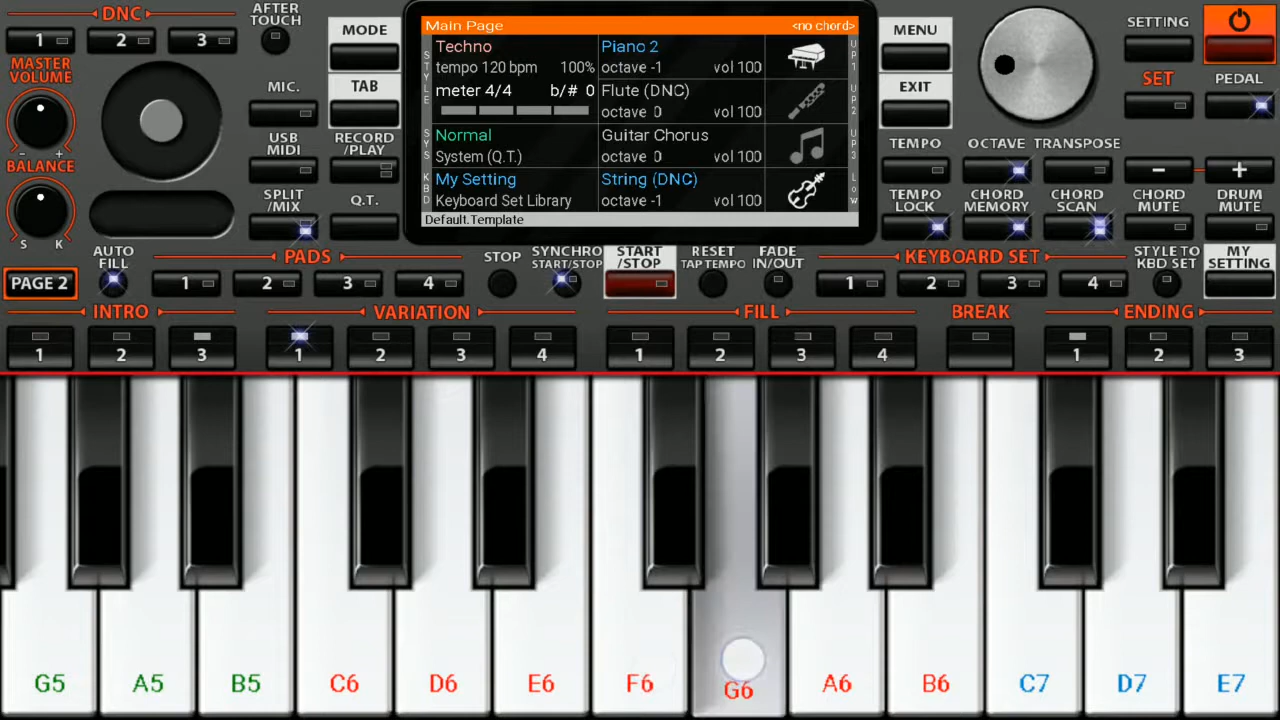 DNC
1 2 3
AFTER
TOUCH
MASTER
VOLUME
- +
BALANCE
S K
MIC.
USB
MIDI
SPLIT
/MIX
MODE
TAB
RECORD
/PLAY
Q.T.
Main Page <no chord>
STYLE
Techno
tempo 120 bpm 100%
meter 4/4 b/# 0
SYS
Normal
System (Q.T.)
KBD
My Setting
Keyboard Set Library
Piano 2
octave -1 vol 100
UP1
Flute (DNC)
octave 0 vol 100
UP2
Guitar Chorus
octave 0 vol 100
UP3
String (DNC)
octave -1 vol 100
Low
Default.Template
MENU
EXIT
SETTING
SET
PEDAL
TEMPO
OCTAVE
TRANSPOSE
- +
TEMPO
LOCK
CHORD
MEMORY
CHORD
SCAN
CHORD
MUTE
DRUM
MUTE
PAGE 2
AUTO
FILL
PADS
1 2 3 4
STOP
SYNCHRO
START/STOP
START
/STOP
RESET
TAP TEMPO
FADE
IN/OUT
KEYBOARD SET
1 2 3 4
STYLE TO
KBD SET
MY
SETTING
INTRO
1 2 3
VARIATION
1 2 3 4
FILL
1 2 3 4
BREAK
ENDING
1 2 3
G5 A5 B5 C6 D6 E6 F6 G6 A6 B6 C7 D7 E7